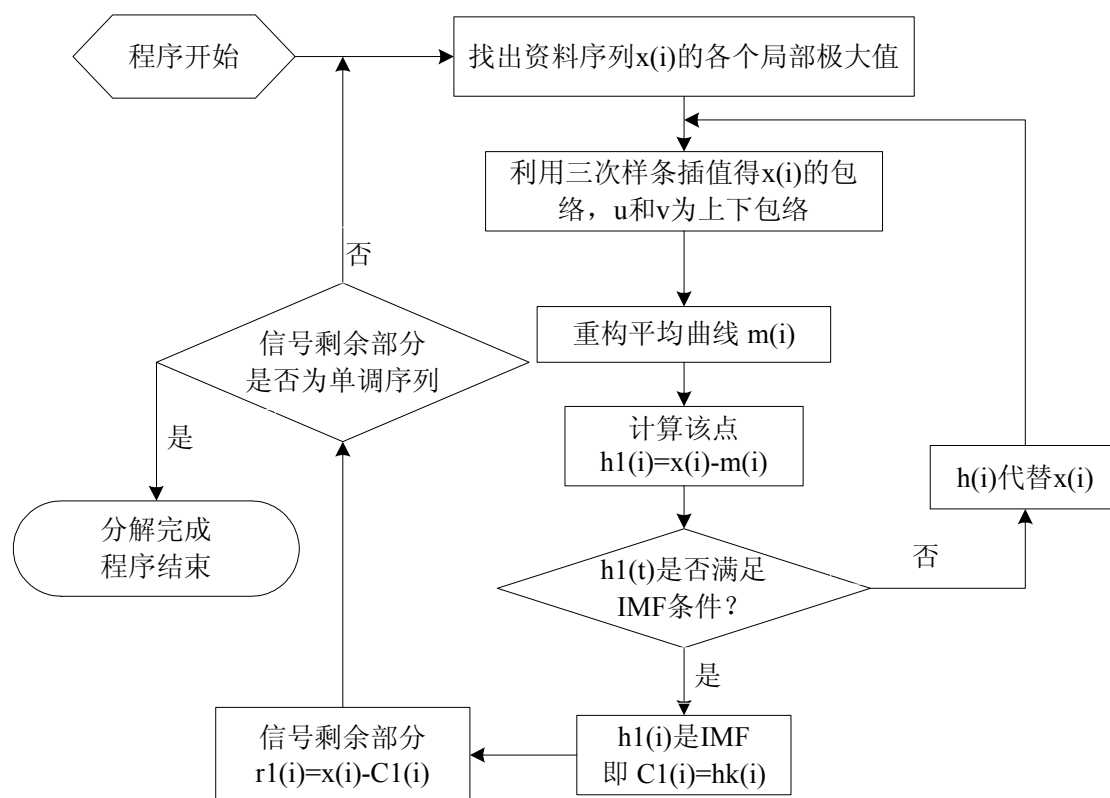 程序开始
找出资料序列x(i)的各个局部极大值
利用三次样条插值得x(i)的包
络，u和v为上下包络
重构平均曲线 m(i)
计算该点
h1(i)=x(i)-m(i)
h(i)代替x(i)
否
h1(t)是否满足
IMF条件？
是
h1(i)是IMF
即 C1(i)=hk(i)
信号剩余部分
r1(i)=x(i)-C1(i)
否
信号剩余部分
是否为单调序列
是
分解完成
程序结束